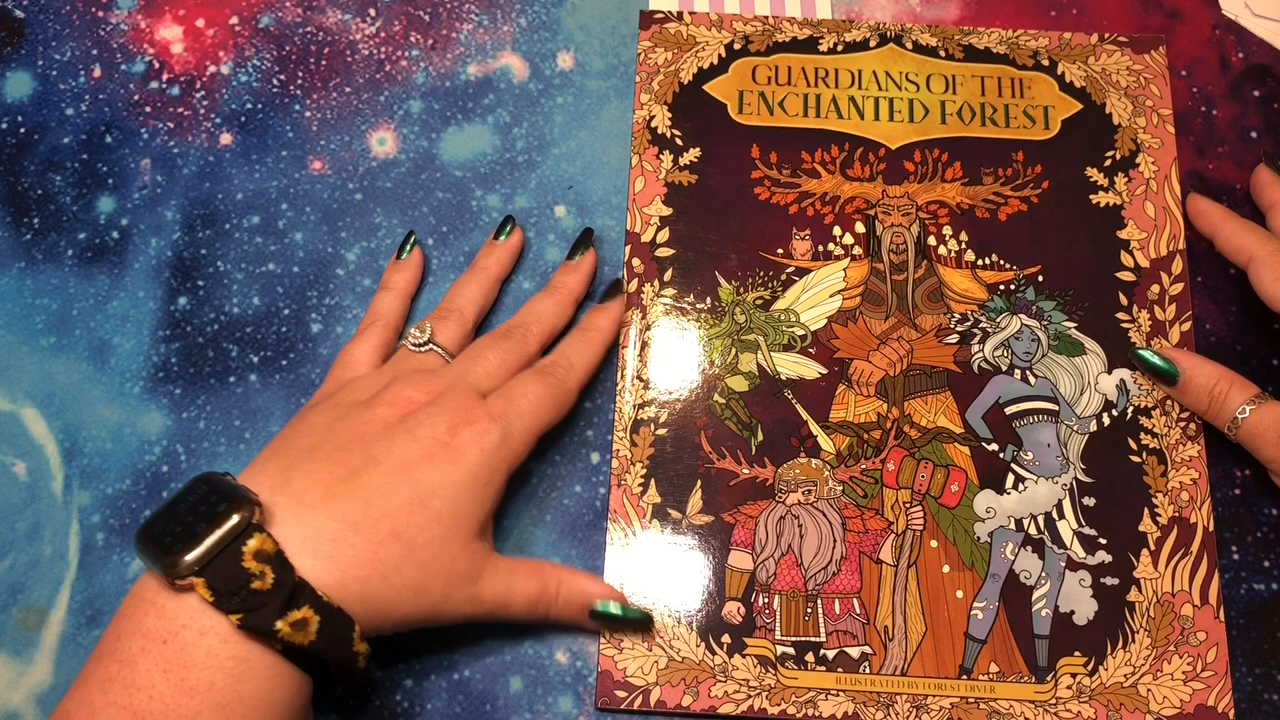 GUARDIANS OF THE
ENCHANTED FOREST
ILLUSTRATED BY FOREST DIVER